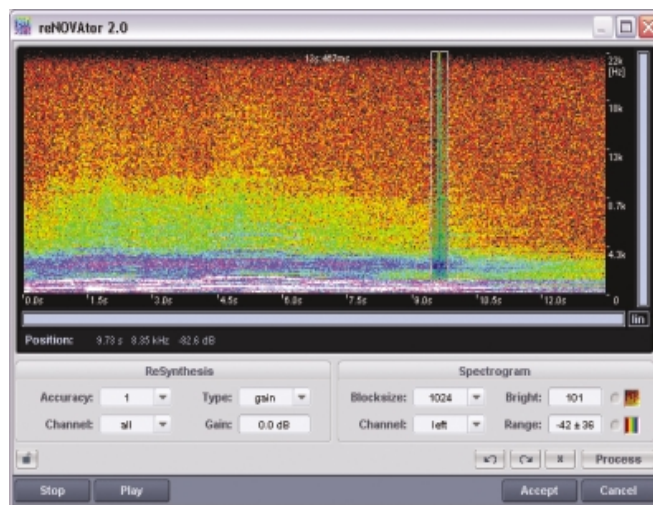 reNOVAtor 2.0
13s 467ms
22k
[Hz]
18k
13k
8.7k
4.3k
0
0.0s 1.5s 3.0s 4.5s 6.0s 7.5s 9.0s 10.5s 12.0s
lin
Position: 9.73 s 8.35 kHz -82.6 dB
ReSynthesis
Spectrogram
Accuracy: 1 Type: gain Blocksize: 1024 Bright: 101
Channel: all Gain: 0.0 dB Channel: left Range: -42 ± 36
Process
Stop Play Accept Cancel